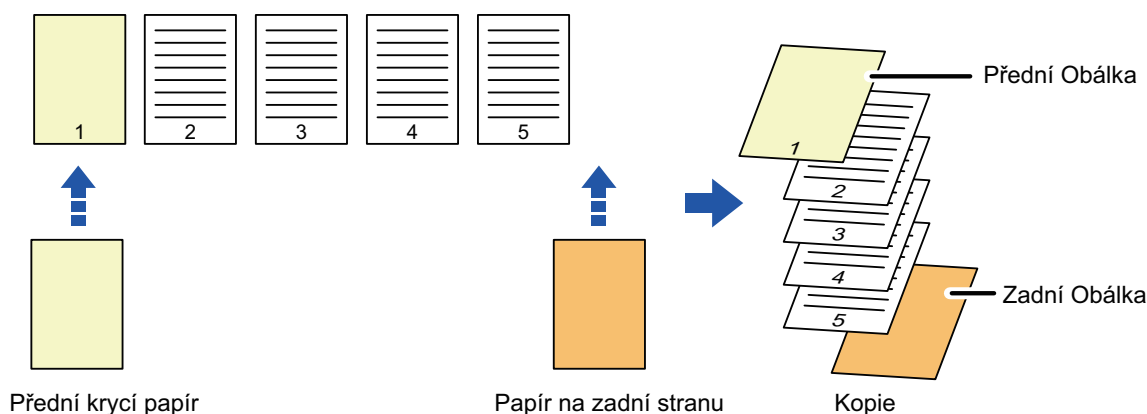 1 2 3 4 5
Přední Obálka
1
2
3
4
5
Zadní Obálka
Přední krycí papír
Papír na zadní stranu
Kopie